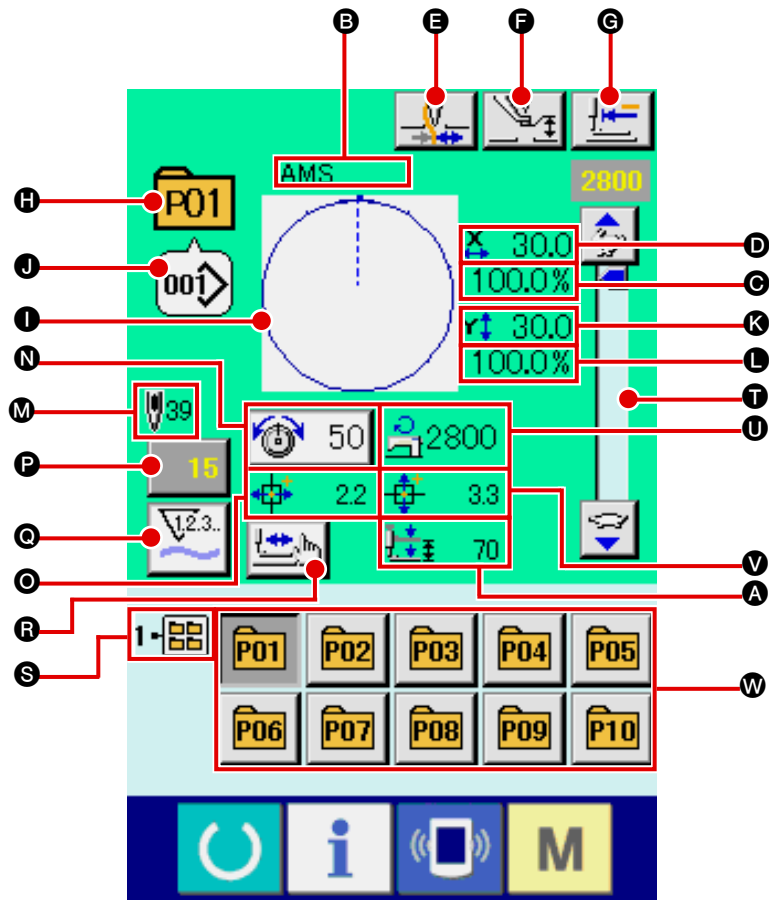 B E F G
AMS
2800
H P01
J 001
X 30.0 D
100.0% C
I Y 30.0 K
100.0% L
N T
M 39 50 2800 U
P 15
2.2 3.3
Q 1,2,3..
O 70 V
R A
S 1 P01 P02 P03 P04 P05 W
P06 P07 P08 P09 P10
i M